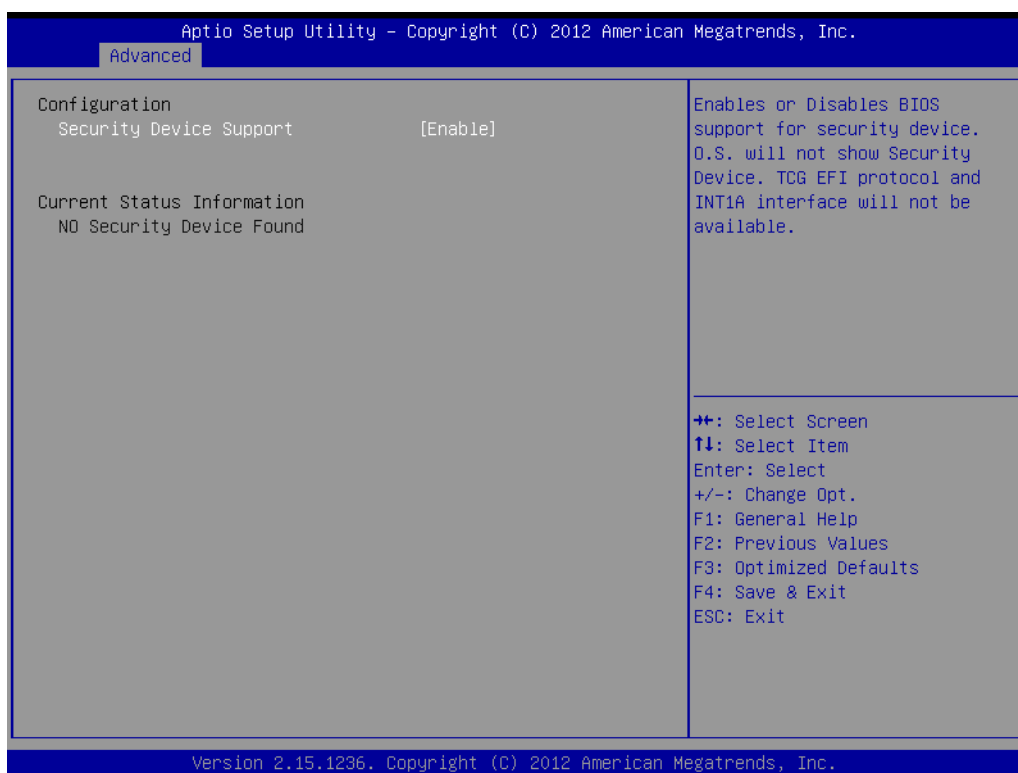 Aptio Setup Utility – Copyright (C) 2012 American Megatrends, Inc.
Advanced
Configuration
Security Device Support [Enable]
Current Status Information
NO Security Device Found
Enables or Disables BIOS
support for security device.
O.S. will not show Security
Device. TCG EFI protocol and
INT1A interface will not be
available.
→←: Select Screen
↑↓: Select Item
Enter: Select
+/-: Change Opt.
F1: General Help
F2: Previous Values
F3: Optimized Defaults
F4: Save & Exit
ESC: Exit
Version 2.15.1236. Copyright (C) 2012 American Megatrends, Inc.